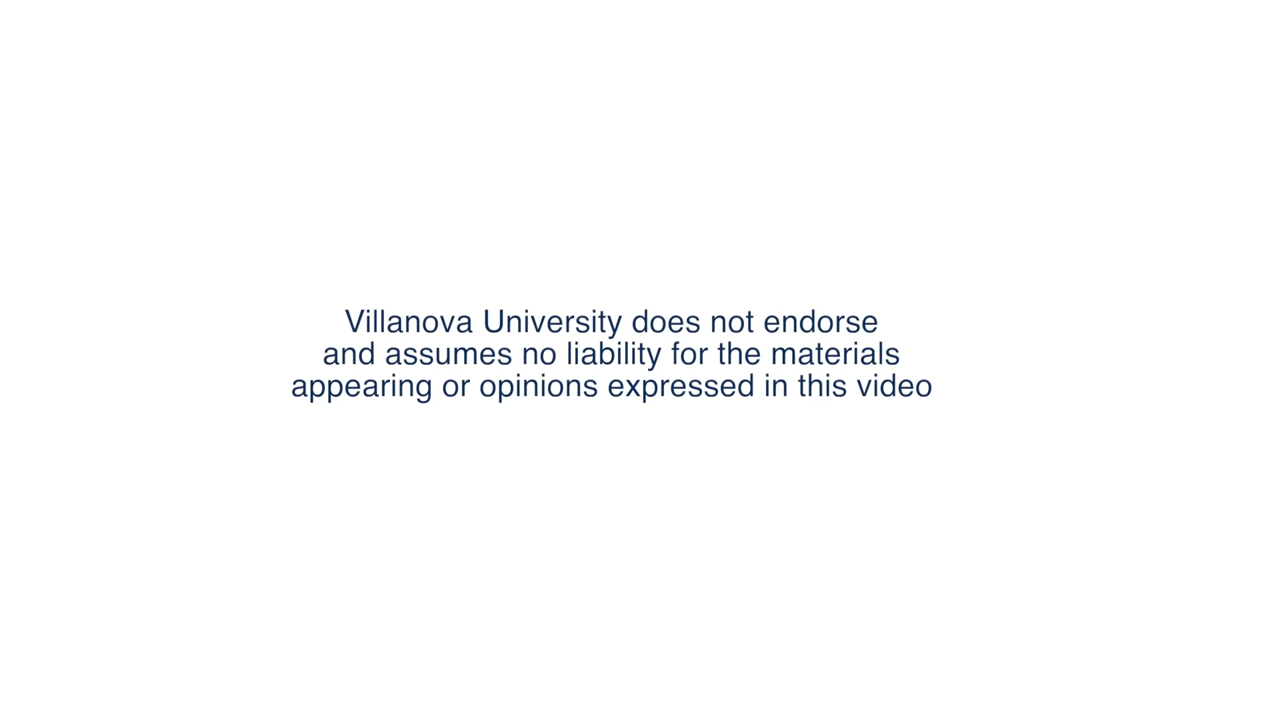 Villanova University does not endorse
and assumes no liability for the materials
appearing or opinions expressed in this video